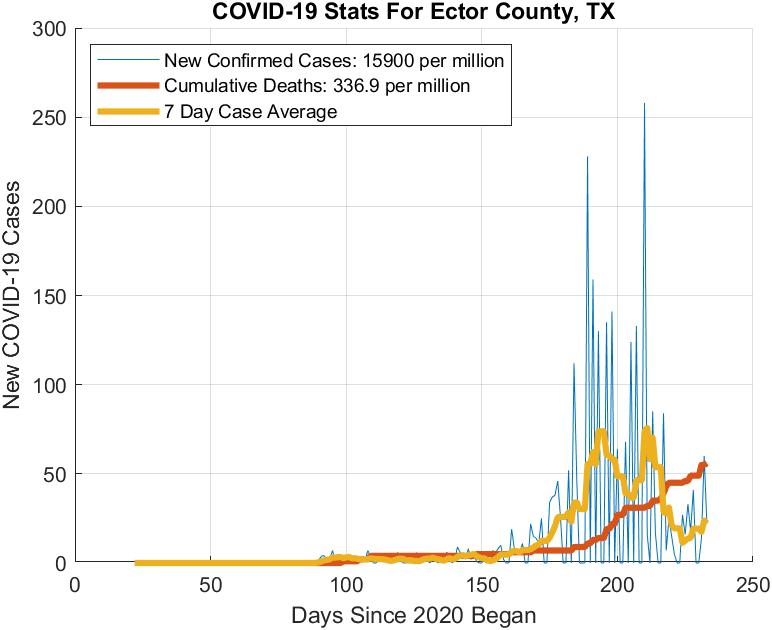 COVID-19 Stats For Ector County, TX
300
New Confirmed Cases: 15900 per million
Cumulative Deaths: 336.9 per million
7 Day Case Average
250
200
150
100
50
0
New COVID-19 Cases
0 50 100 150 200 250
Days Since 2020 Began